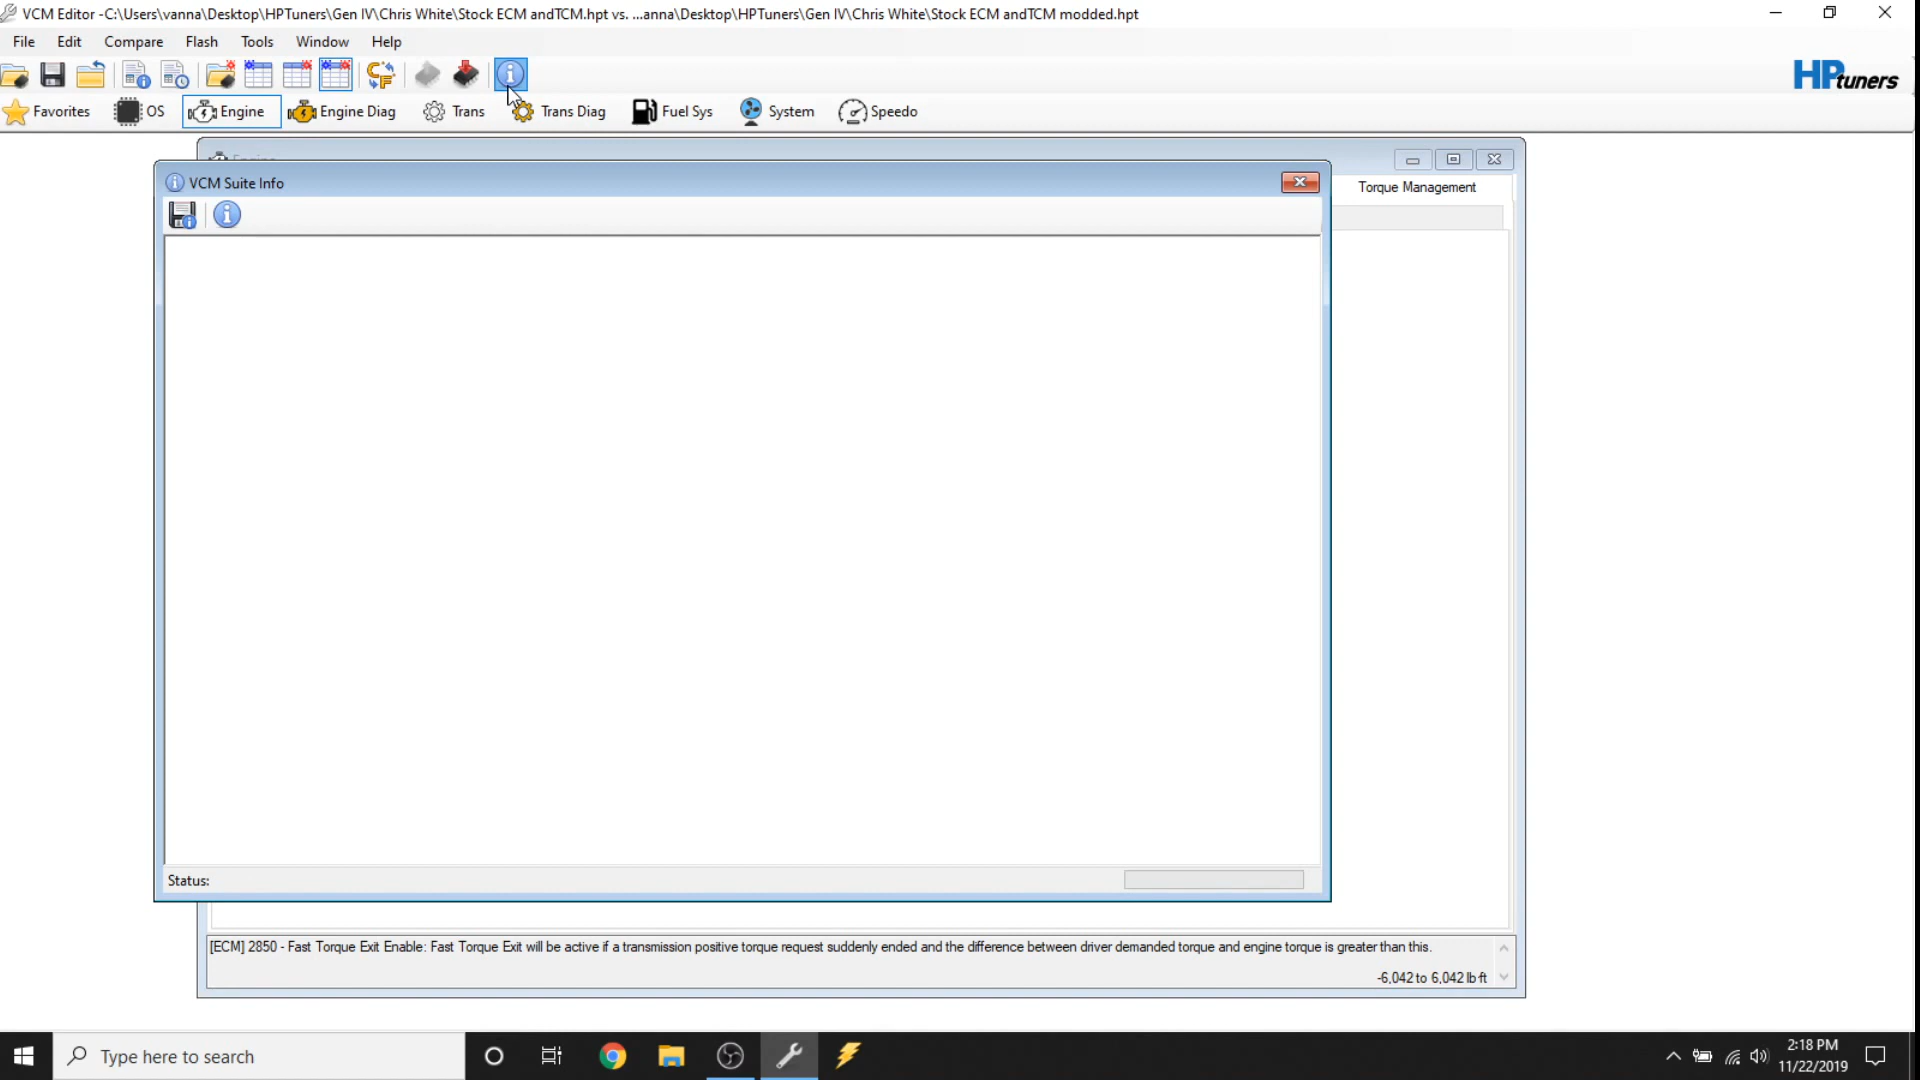 VCM Editor -C:\Users\vanna\Desktop\HPTuners\Gen IV\Chris White\Stock ECM andTCM.hpt vs. ...anna\Desktop\HPTuners\Gen IV\Chris White\Stock ECM andTCM modded.hpt
File Edit Compare Flash Tools Window Help
HPtuners
Favorites OS Engine Engine Diag Trans Trans Diag Fuel Sys System Speedo
VCM Suite Info
Torque Management
Status:
[ECM] 2850 - Fast Torque Exit Enable: Fast Torque Exit will be active if a transmission positive torque request suddenly ended and the difference between driver demanded torque and engine torque is greater than this.
-6,042 to 6,042 lb·ft
Type here to search
2:18 PM
11/22/2019